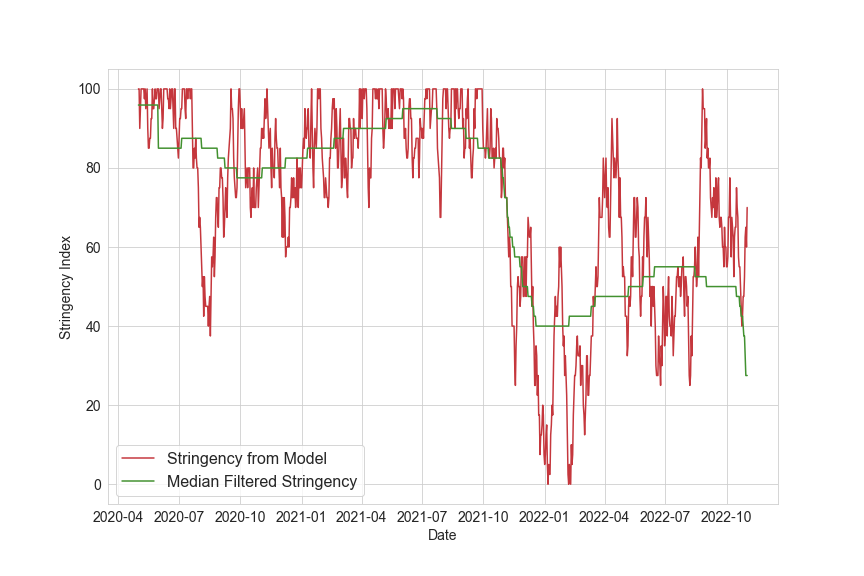 100
80
60
40
20
0
Stringency Index
Stringency from Model
Median Filtered Stringency
2020-04 2020-07 2020-10 2021-01 2021-04 2021-07 2021-10 2022-01 2022-04 2022-07 2022-10
Date